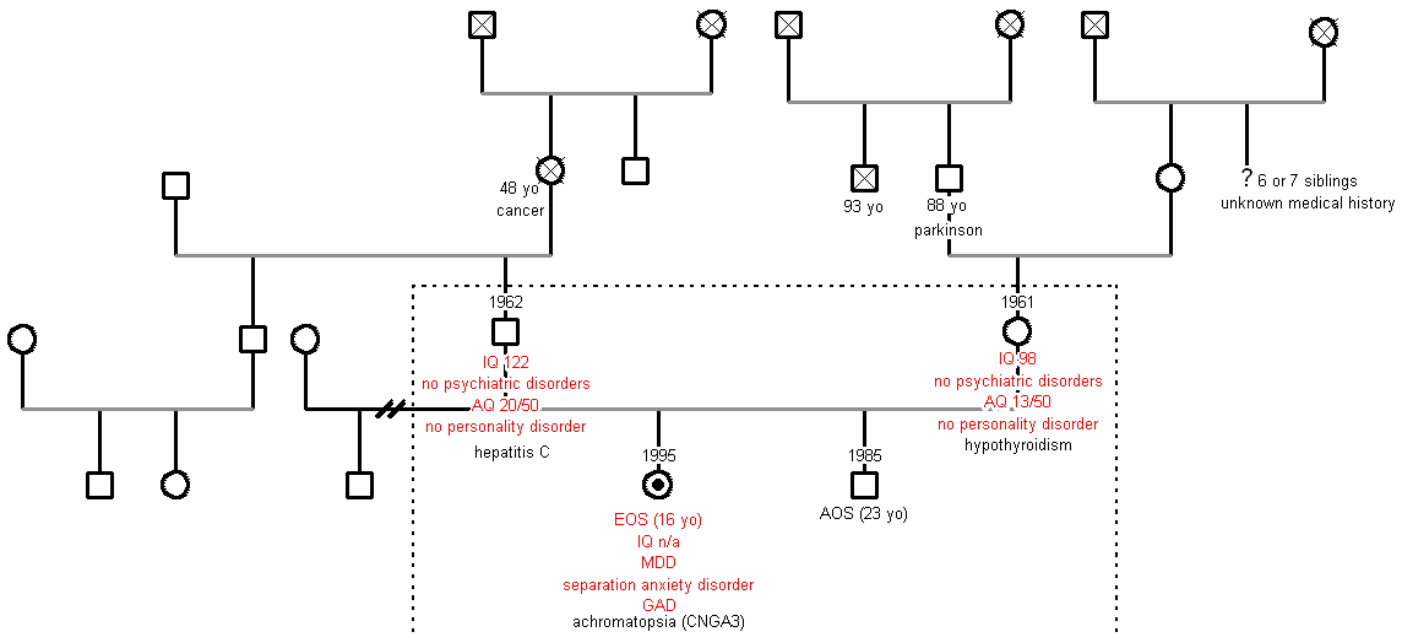 48 yo
cancer
93 yo
88 yo
parkinson
? 6 or 7 siblings
unknown medical history
1962
IQ 122
no psychiatric disorders
AQ 20/50
no personality disorder
hepatitis C
1961
IQ 98
no psychiatric disorders
AQ 13/50
no personality disorder
hypothyroidism
1995
EOS (16 yo)
IQ n/a
MDD
separation anxiety disorder
GAD
achromatopsia (CNGA3)
1985
AOS (23 yo)